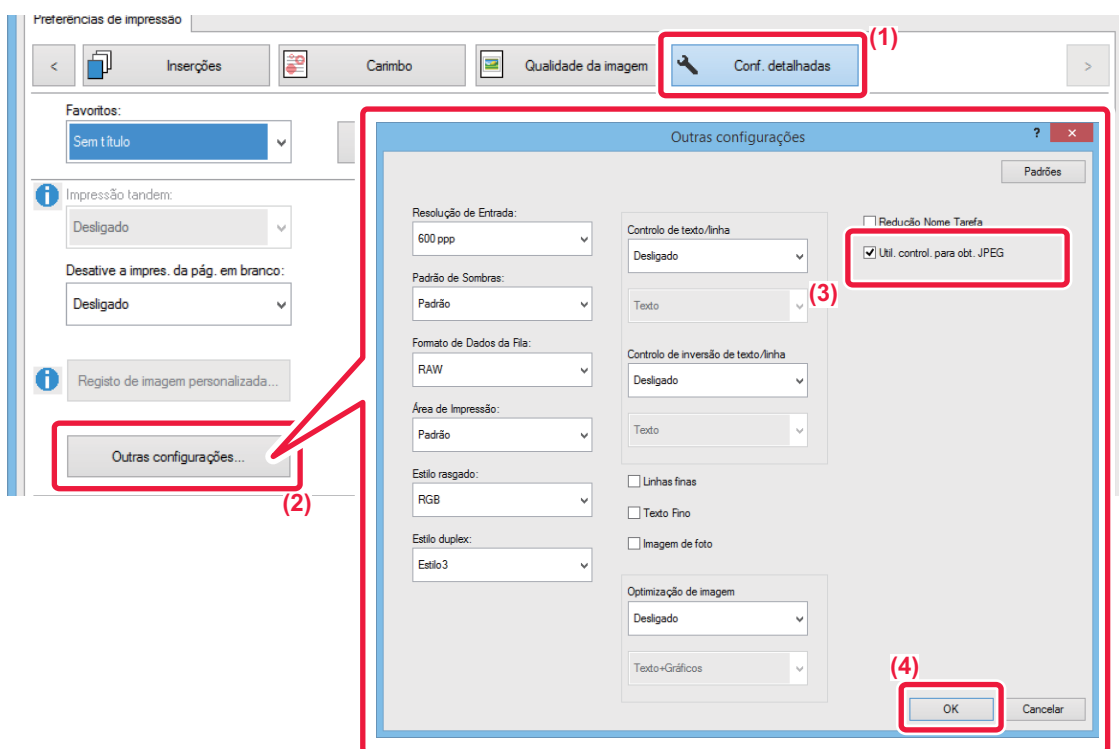 Preferências de impressão
(1)
<
Inserções
Carimbo
Qualidade da imagem
Conf. detalhadas
>
Favoritos:
Sem título
Impressão tandem:
Desligado
Desative a impres. da pág. em branco:
Desligado
Registo de imagem personalizada...
Outras configurações...
(2)
Outras configurações
?
×
Padrões
Resolução de Entrada:
600 ppp
Padrão de Sombras:
Padrão
Formato de Dados da Fila:
RAW
Área de Impressão:
Padrão
Estilo rasgado:
RGB
Estilo duplex:
Estilo3
Controlo de texto/linha
Desligado
Texto
(3)
Controlo de inversão de texto/linha
Desligado
Texto
Linhas finas
Texto Fino
Imagem de foto
Optimização de imagem
Desligado
Texto+Gráficos
Redução Nome Tarefa
Util. control. para obt. JPEG
(4)
OK
Cancelar